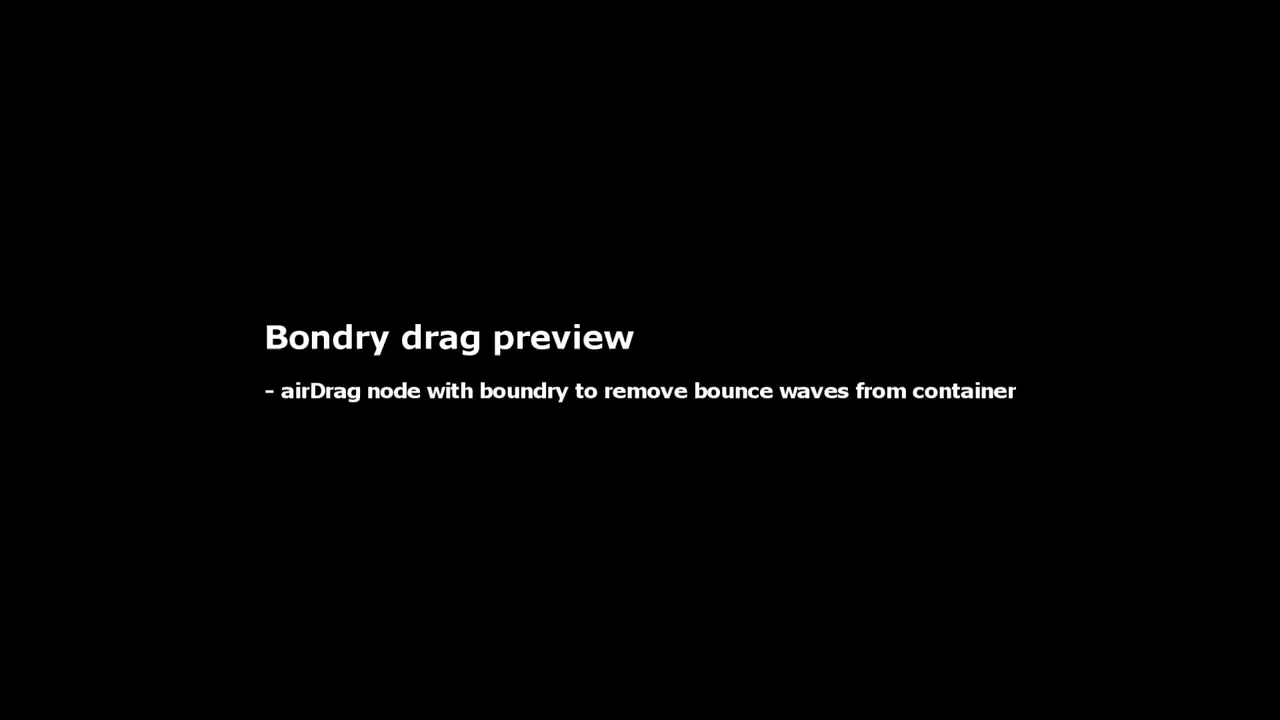 Bondry drag preview
- airDrag node with boundry to remove bounce waves from container